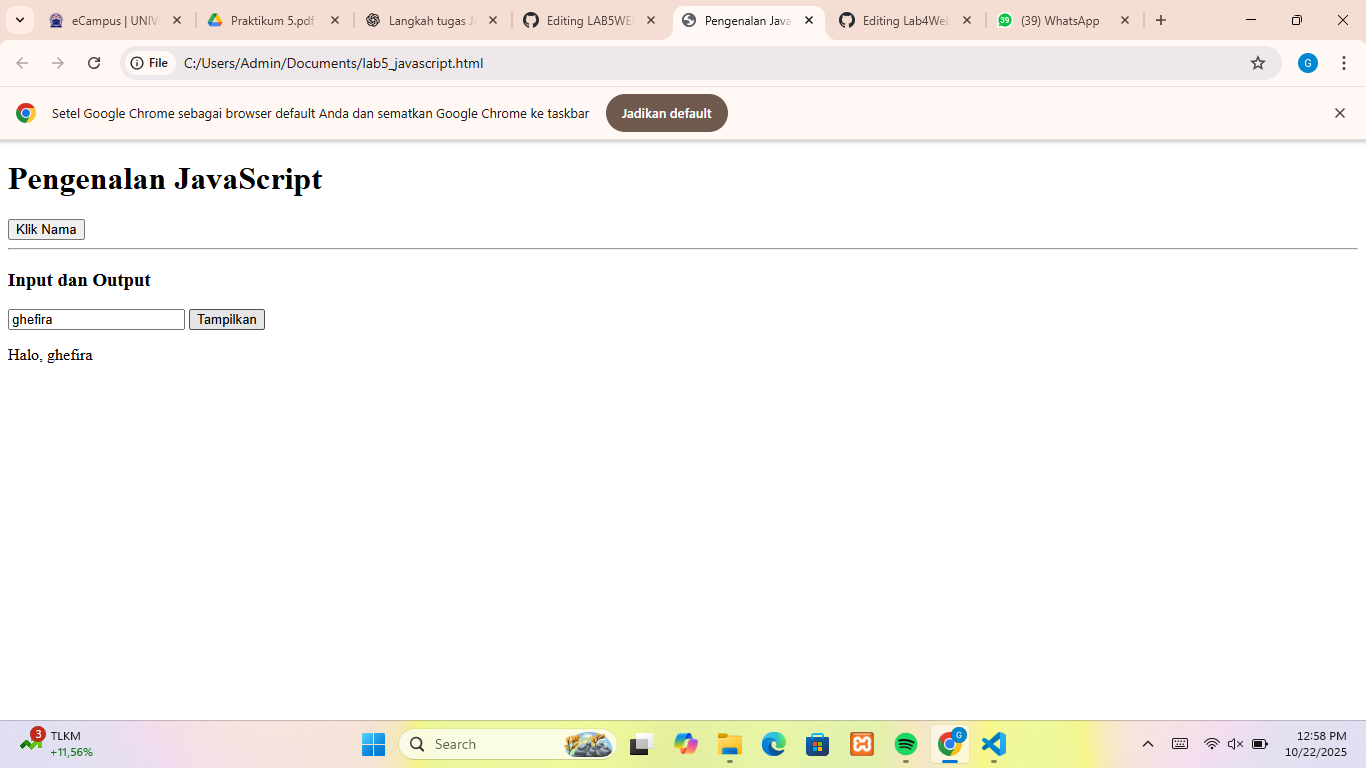 eCampus | UNIV
Praktikum 5.pdf
Langkah tugas Ja
Editing LAB5WE
Pengenalan Java
Editing Lab4Web
39
(39) WhatsApp
File
C:/Users/Admin/Documents/lab5_javascript.html
G
Setel Google Chrome sebagai browser default Anda dan sematkan Google Chrome ke taskbar
Jadikan default
Pengenalan JavaScript
Klik Nama
Input dan Output
ghefira
Tampilkan
Halo, ghefira
3
TLKM
+11,56%
Search
G
12:58 PM
10/22/2025